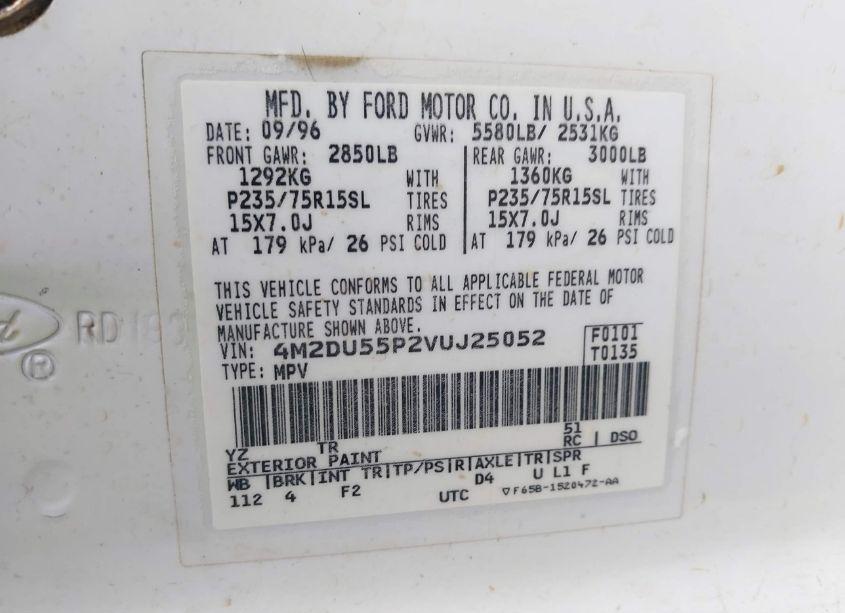 MFD. BY FORD MOTOR CO. IN U.S.A.
DATE: 09/96 GVWR: 5580LB/ 2531KG
FRONT GAWR: 2850LB REAR GAWR: 3000LB
1292KG WITH 1360KG WITH
P235/75R15SL TIRES P235/75R15SL TIRES
15X7.0J RIMS 15X7.0J RIMS
AT 179 kPa/ 26 PSI COLD AT 179 kPa/ 26 PSI COLD
THIS VEHICLE CONFORMS TO ALL APPLICABLE FEDERAL MOTOR
VEHICLE SAFETY STANDARDS IN EFFECT ON THE DATE OF
MANUFACTURE SHOWN ABOVE.
VIN: 4M2DU55P2VUJ25052 F0101
TYPE: MPV T0135
YZ TR 51
EXTERIOR PAINT RC DSO
WB BRK INT TR TP/PS R AXLE TR SPR
112 4 F2 UTC D4 U L1 F
F65B-1520472-AA
RD
®